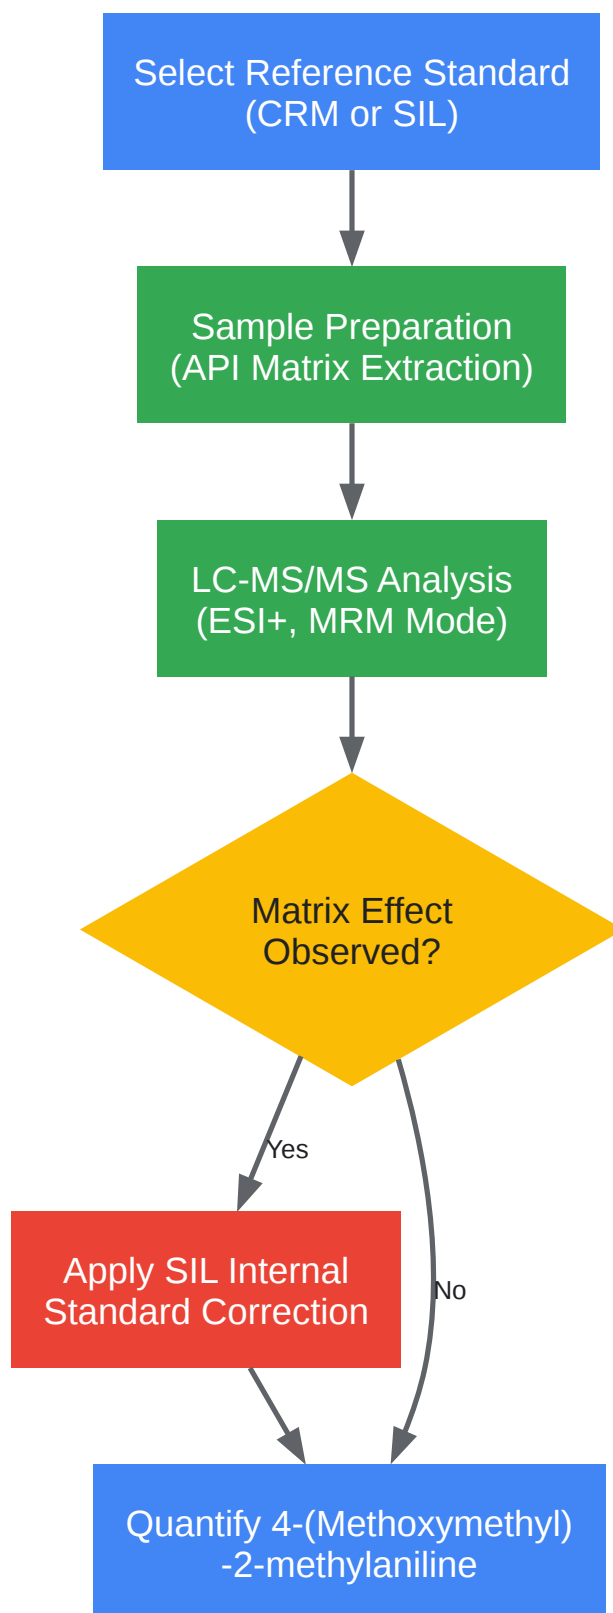 Select Reference Standard
(CRM or SIL)
Sample Preparation
(API Matrix Extraction)
LC-MS/MS Analysis
(ESI+, MRM Mode)
Matrix Effect
Observed?
Yes
Apply SIL Internal
Standard Correction
No
Quantify 4-(Methoxymethyl)
-2-methylaniline